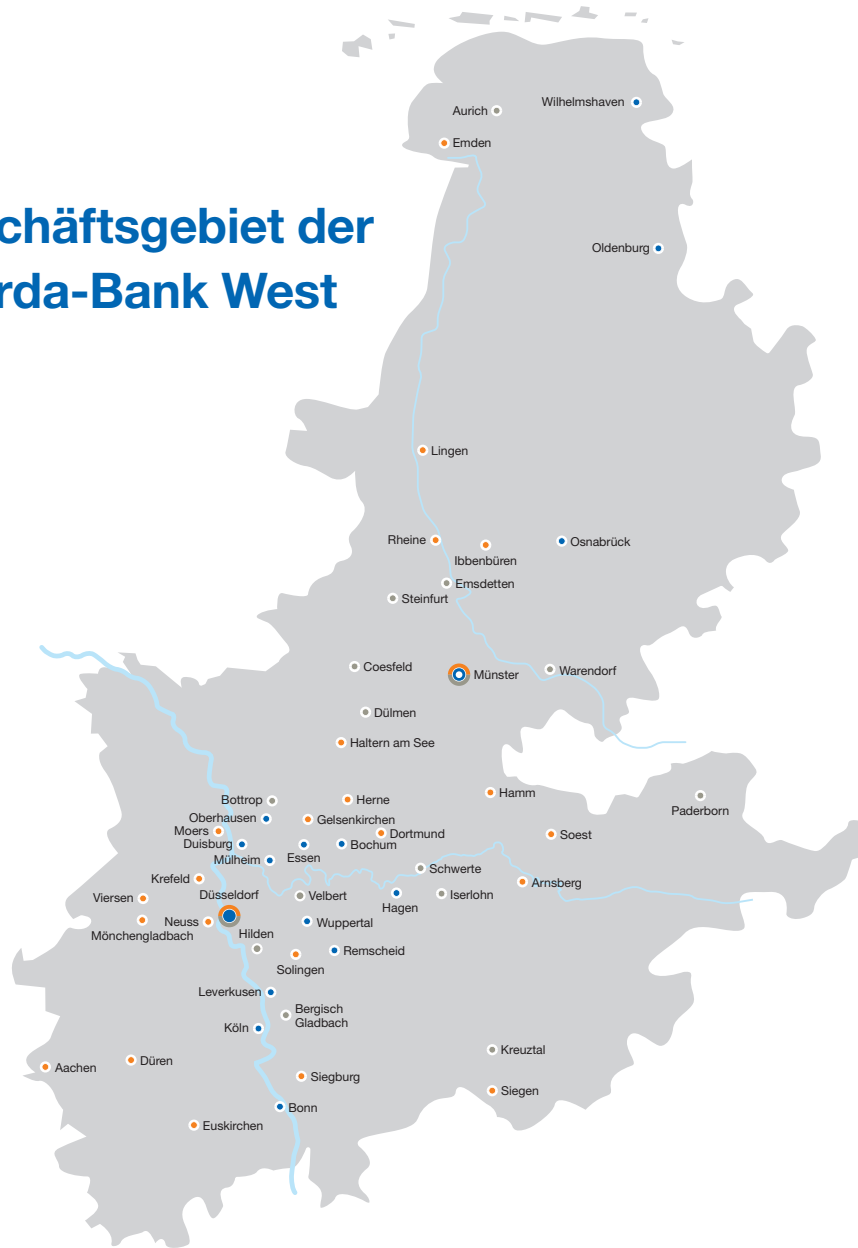 Aurich
Wilhelmshaven
Emden
chäftsgebiet der
Oldenburg
rda-Bank West
Lingen
Rheine
Ibbenbüren
Osnabrück
Emsdetten
Steinfurt
Coesfeld
Münster
Warendorf
Dülmen
Haltern am See
Hamm
Bottrop
Herne
Paderborn
Oberhausen
Gelsenkirchen
Moers
Dortmund
Soest
Duisburg
Bochum
Mülheim
Essen
Schwerte
Krefeld
Arnsberg
Viersen
Düsseldorf
Velbert
Iserlohn
Hagen
Neuss
Wuppertal
Mönchengladbach
Hilden
Remscheid
Solingen
Leverkusen
Bergisch
Gladbach
Köln
Kreuztal
Aachen
Düren
Siegburg
Siegen
Bonn
Euskirchen